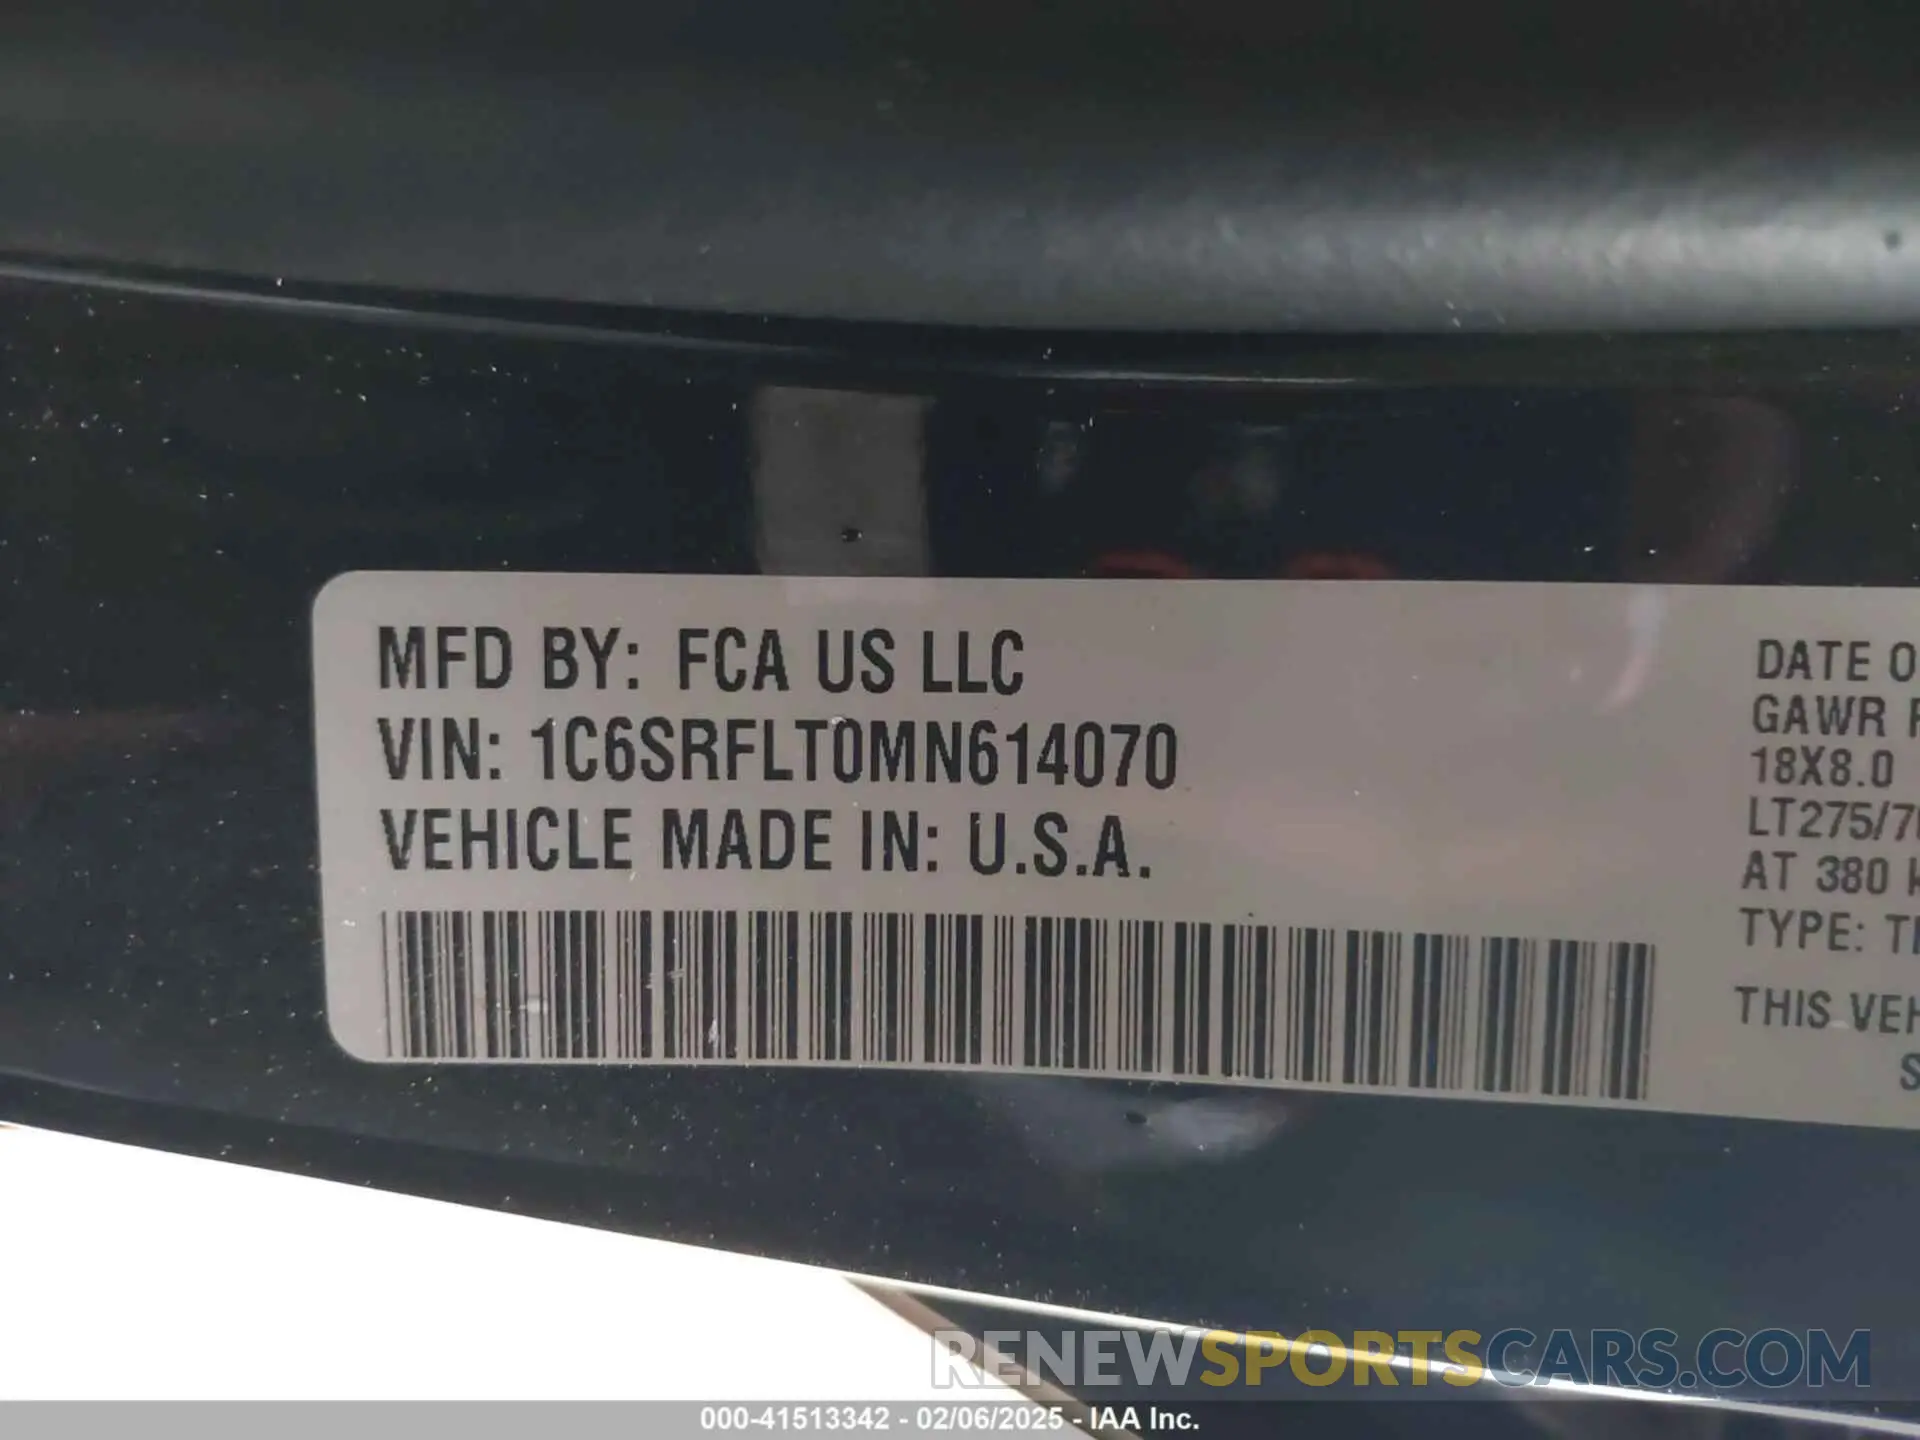 MFD BY: FCA US LLC
VIN: 1C6SRFLT0MN614070
VEHICLE MADE IN: U.S.A.
DATE O
GAWR
18X8.0
LT275/7
AT 380
TYPE: T
THIS VEH
S
RENEWSPORTSCARS.COM
000-41513342 - 02/06/2025 - IAA Inc.